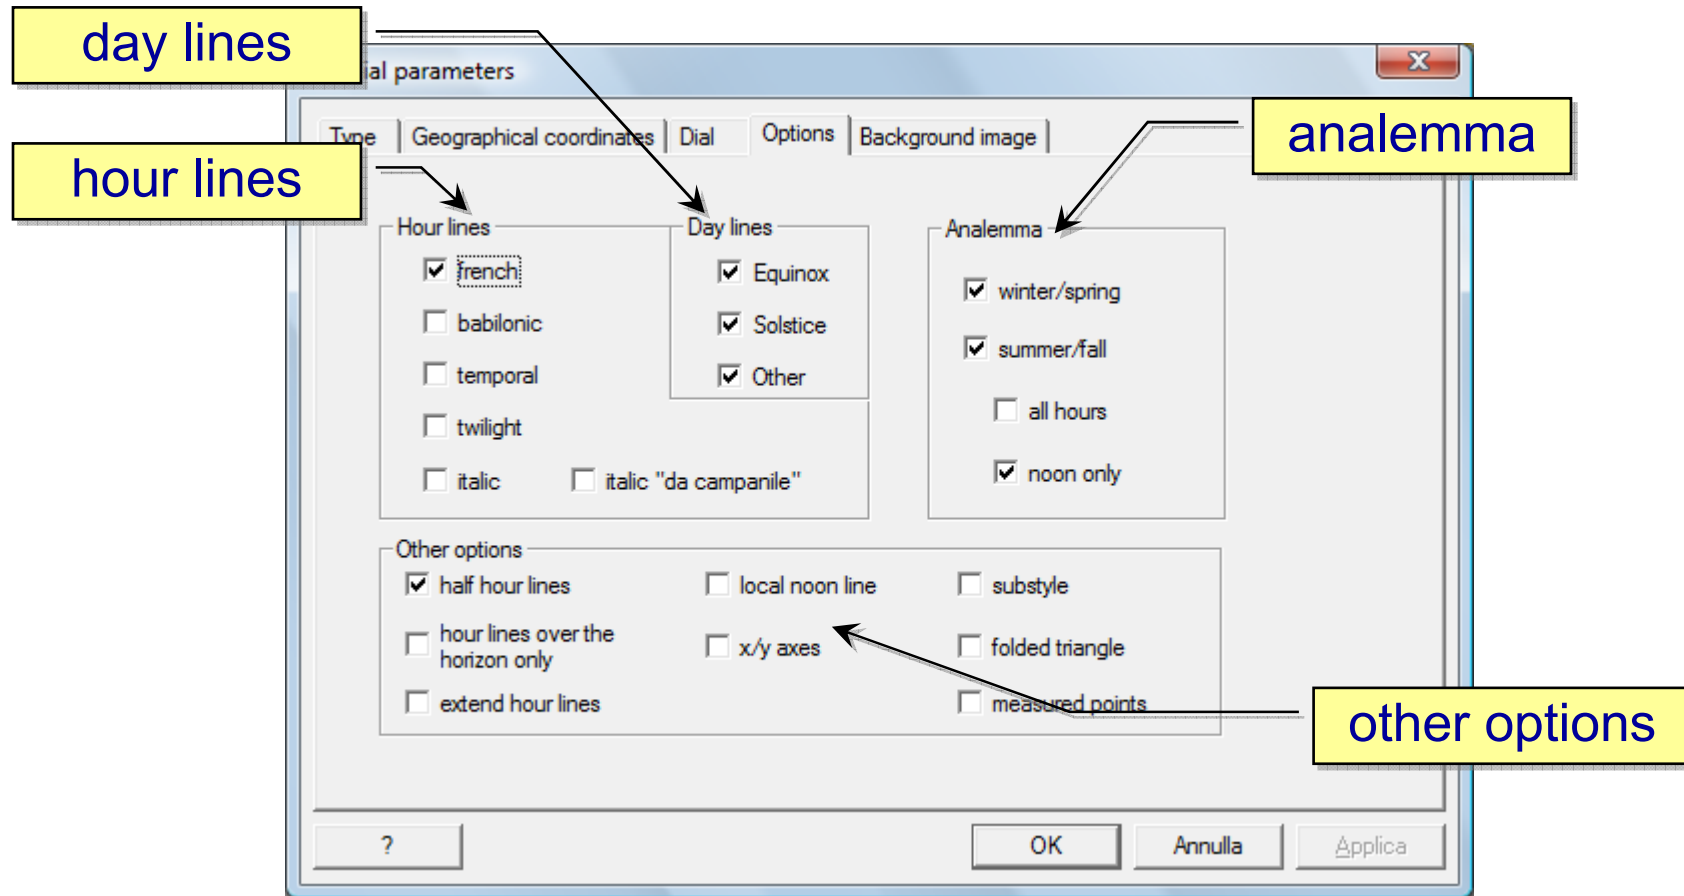 day lines
ial parameters
analemma
Type Geographical coordinates Dial Options Background image
hour lines
Hour lines
french
babilonic
temporal
twilight
italic
italic "da campanile"
Day lines
Equinox
Solstice
Other
Analemma
winter/spring
summer/fall
all hours
noon only
Other options
half hour lines
local noon line
substyle
hour lines over the
horizon only
x/y axes
folded triangle
extend hour lines
measured points
other options
?
OK
Annulla
Applica